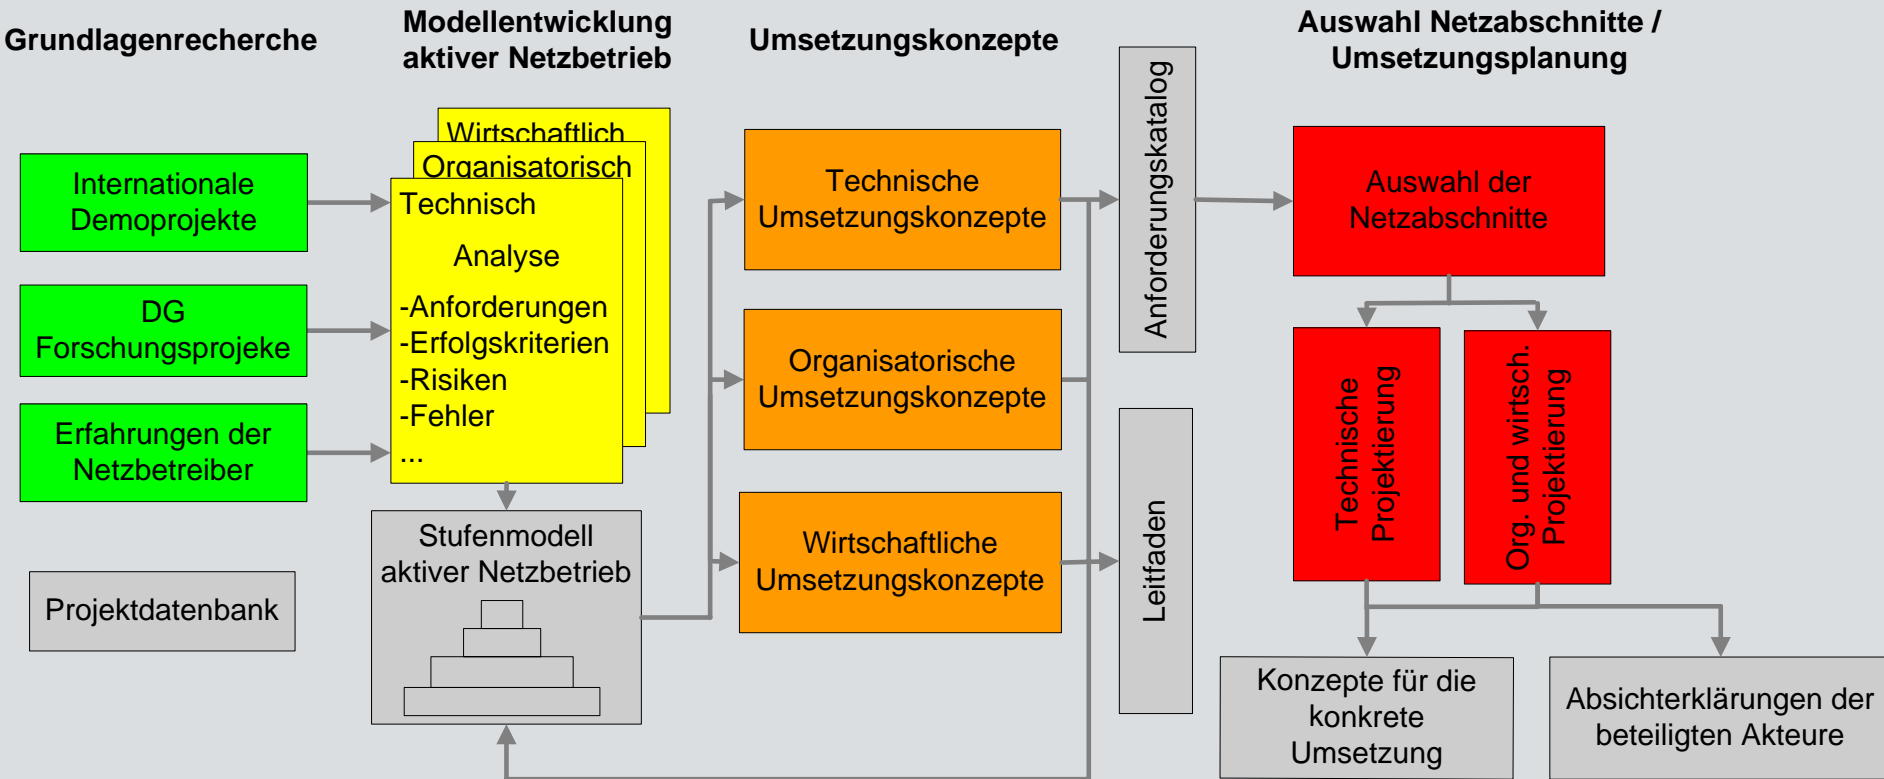 Grundlagenrecherche
Modellentwicklung
aktiver Netzbetrieb
Umsetzungskonzepte
Auswahl Netzabschnitte /
Umsetzungsplanung
Internationale
Demoprojekte
DG
Forschungsprojeke
Erfahrungen der
Netzbetreiber
Projektdatenbank
Wirtschaftlich
Organisatorisch
Technisch
Analyse
-Anforderungen
-Erfolgskriterien
-Risiken
-Fehler
...
Stufenmodell
aktiver Netzbetrieb
Technische
Umsetzungskonzepte
Organisatorische
Umsetzungskonzepte
Wirtschaftliche
Umsetzungskonzepte
Anforderungskatalog
Leitfaden
Auswahl der
Netzabschnitte
Technische
Projektierung
Org. und wirtsch.
Projektierung
Konzepte für die
konkrete
Umsetzung
Absichterklärungen der
beteiligten Akteure